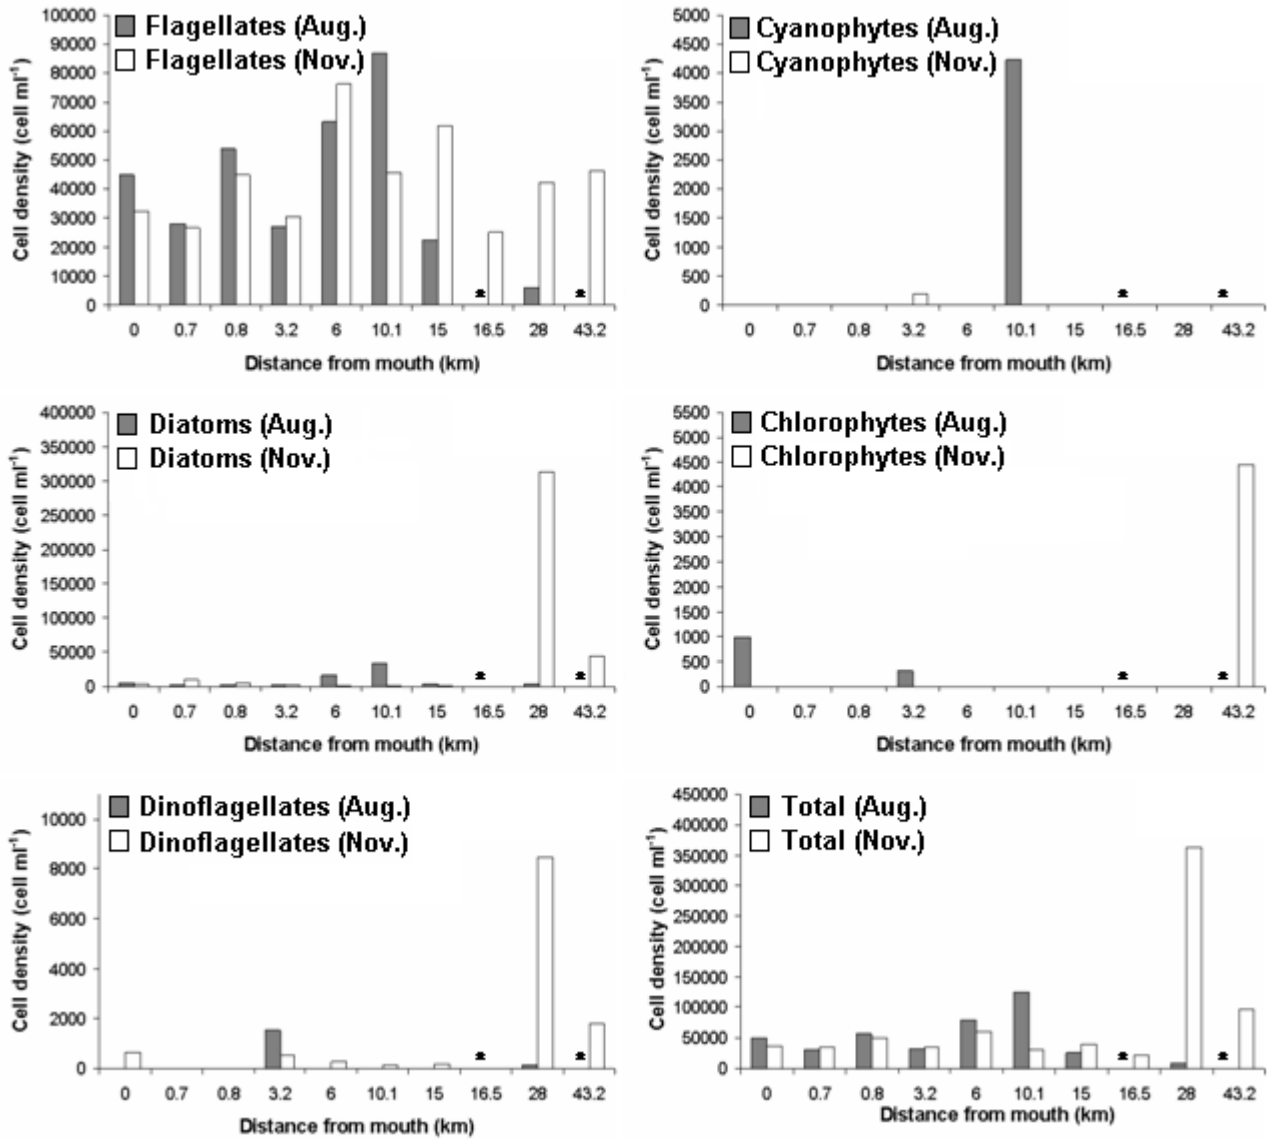 Flagellates (Aug.)
Flagellates (Nov.)
Cell density (cell ml⁻¹)
100000
90000
80000
70000
60000
50000
40000
30000
20000
10000
0
* *
0 0.7 0.8 3.2 6 10.1 15 16.5 28 43.2
Distance from mouth (km)
Cyanophytes (Aug.)
Cyanophytes (Nov.)
Cell density (cell ml⁻¹)
5000
4500
4000
3500
3000
2500
2000
1500
1000
500
0
* *
0 0.7 0.8 3.2 6 10.1 15 16.5 28 43.2
Distance from mouth (km)
Diatoms (Aug.)
Diatoms (Nov.)
Cell density (cell ml⁻¹)
400000
350000
300000
250000
200000
150000
100000
50000
0
* *
0 0.7 0.8 3.2 6 10.1 15 16.5 28 43.2
Distance from mouth (km)
Chlorophytes (Aug.)
Chlorophytes (Nov.)
Cell density (cell ml⁻¹)
5500
5000
4500
4000
3500
3000
2500
2000
1500
1000
500
0
* *
0 0.7 0.8 3.2 6 10.1 15 16.5 28 43.2
Distance from mouth (km)
Dinoflagellates (Aug.)
Dinoflagellates (Nov.)
Cell density (cell ml⁻¹)
10000
8000
6000
4000
2000
0
* *
0 0.7 0.8 3.2 6 10.1 15 16.5 28 43.2
Distance from mouth (km)
Total (Aug.)
Total (Nov.)
Cell density (cell ml⁻¹)
450000
400000
350000
300000
250000
200000
150000
100000
50000
0
* *
0 0.7 0.8 3.2 6 10.1 15 16.5 28 43.2
Distance from mouth (km)